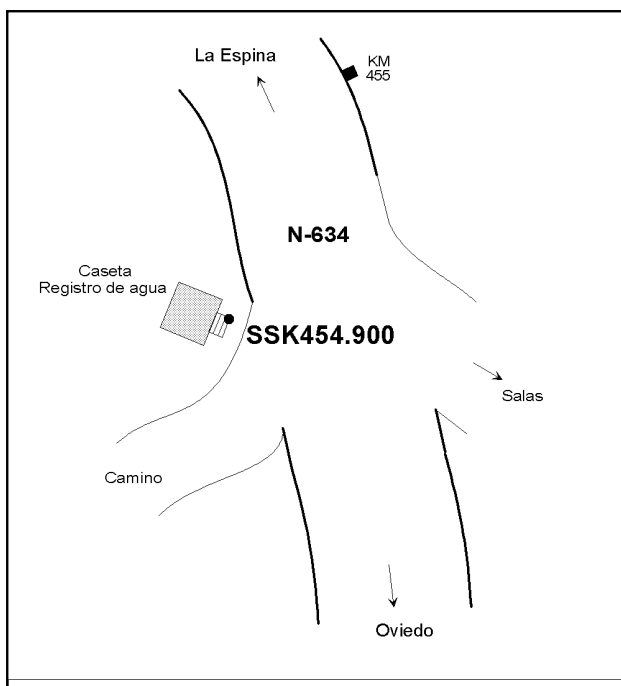 La Espina
KM
455
N-634
Caseta
Registro de agua
SSK454.900
Salas
Camino
Oviedo